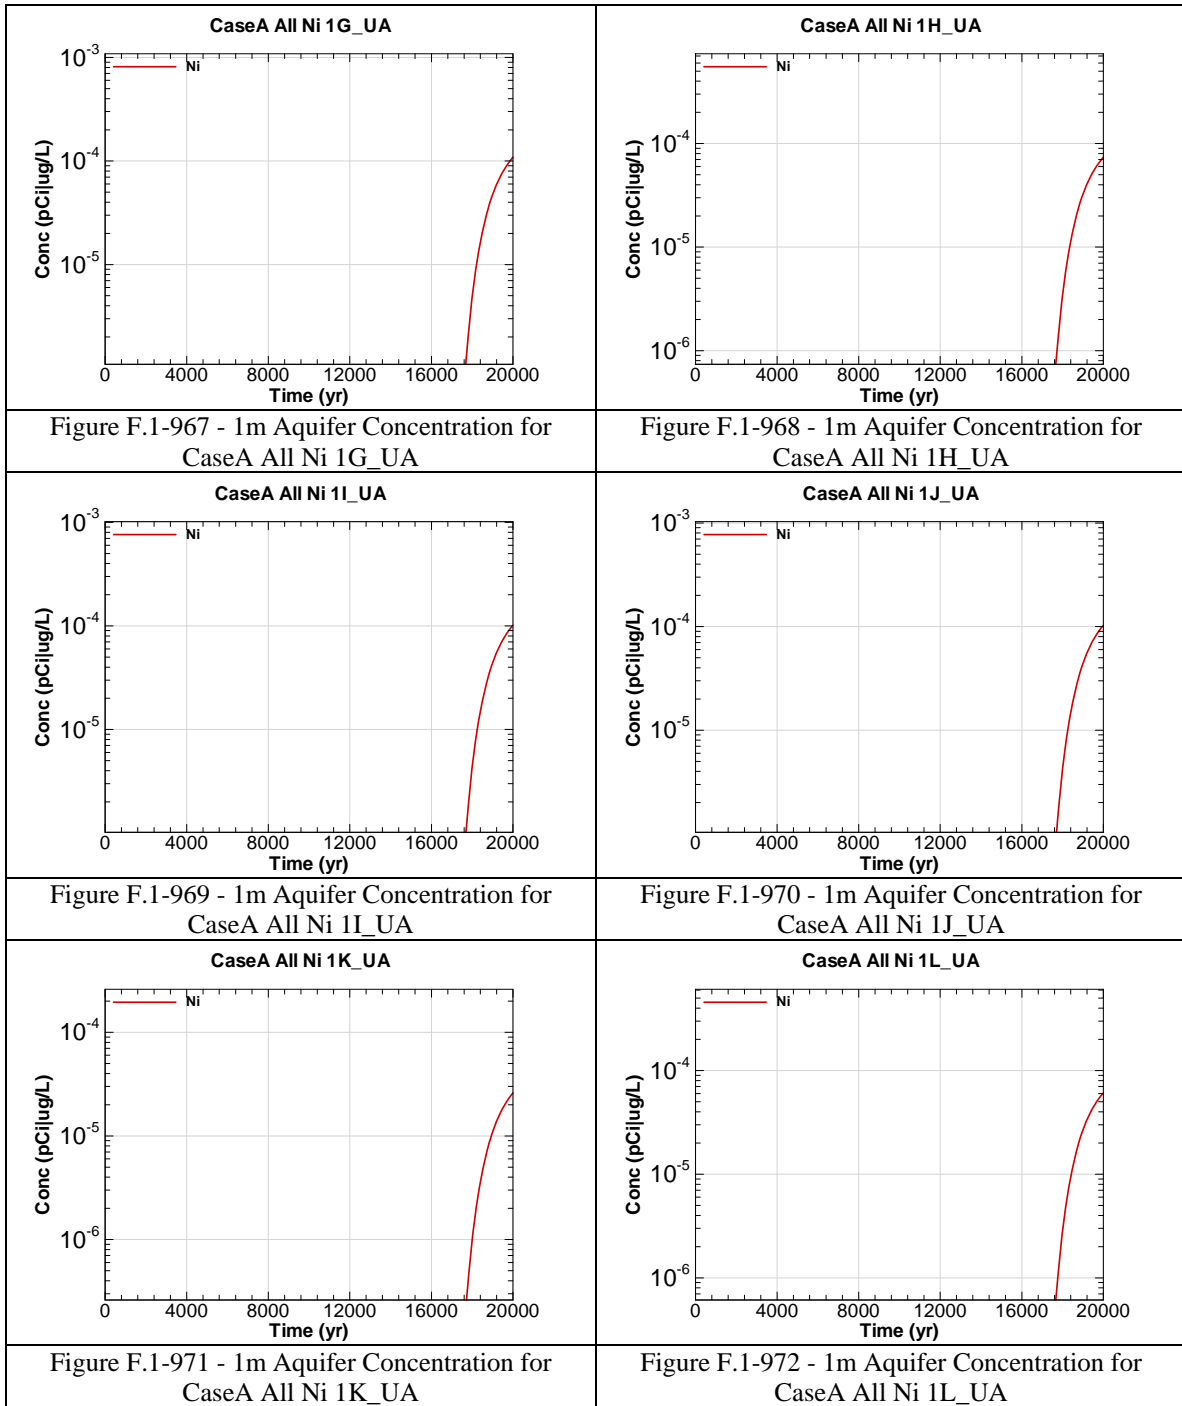 CaseA All Ni 1G_UA
Ni
10-3
10-4
10-5
Conc (pCi|ug/L)
0 4000 8000 12000 16000 20000
Time (yr)
Figure F.1-967 - 1m Aquifer Concentration for
CaseA All Ni 1G_UA
CaseA All Ni 1H_UA
Ni
10-4
10-5
10-6
Conc (pCi|ug/L)
0 4000 8000 12000 16000 20000
Time (yr)
Figure F.1-968 - 1m Aquifer Concentration for
CaseA All Ni 1H_UA
CaseA All Ni 1I_UA
Ni
10-3
10-4
10-5
Conc (pCi|ug/L)
0 4000 8000 12000 16000 20000
Time (yr)
Figure F.1-969 - 1m Aquifer Concentration for
CaseA All Ni 1I_UA
CaseA All Ni 1J_UA
Ni
10-3
10-4
10-5
Conc (pCi|ug/L)
0 4000 8000 12000 16000 20000
Time (yr)
Figure F.1-970 - 1m Aquifer Concentration for
CaseA All Ni 1J_UA
CaseA All Ni 1K_UA
Ni
10-4
10-5
10-6
Conc (pCi|ug/L)
0 4000 8000 12000 16000 20000
Time (yr)
Figure F.1-971 - 1m Aquifer Concentration for
CaseA All Ni 1K_UA
CaseA All Ni 1L_UA
Ni
10-4
10-5
10-6
Conc (pCi|ug/L)
0 4000 8000 12000 16000 20000
Time (yr)
Figure F.1-972 - 1m Aquifer Concentration for
CaseA All Ni 1L_UA